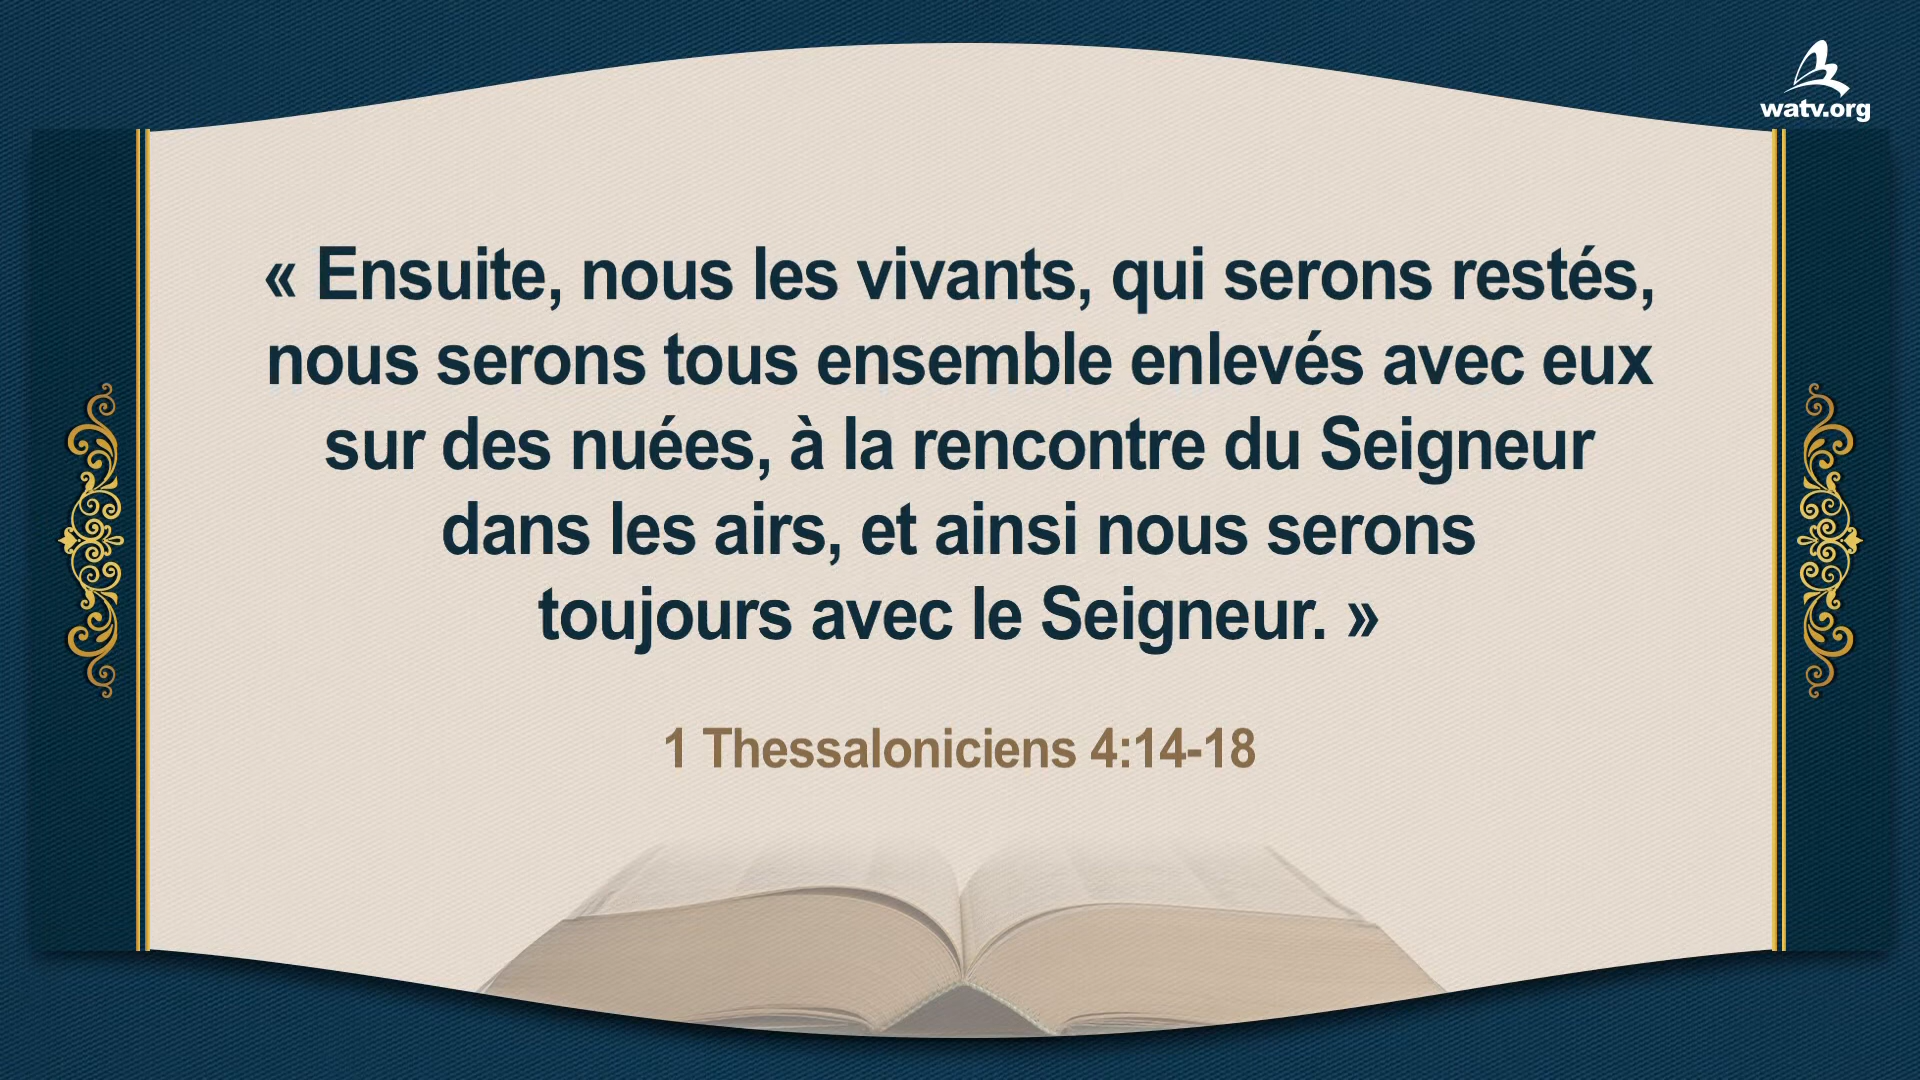 watv.org
« Ensuite, nous les vivants, qui serons restés,
nous serons tous ensemble enlevés avec eux
sur des nuées, à la rencontre du Seigneur
dans les airs, et ainsi nous serons
toujours avec le Seigneur. »
1 Thessaloniciens 4:14-18